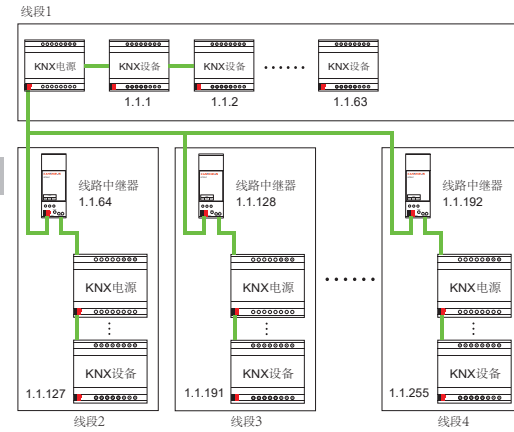 线段1
KNX电源
KNX设备
KNX设备
······
KNX设备
1.1.1
1.1.2
1.1.63
线路中继器
1.1.64
线路中继器
1.1.128
线路中继器
1.1.192
KNX电源
KNX电源
······
KNX电源
KNX设备
KNX设备
KNX设备
1.1.127
1.1.191
1.1.255
线段2
线段3
线段4